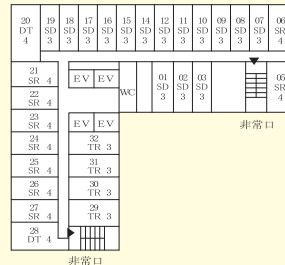 20 DT 4
19 SD 3
18 SD 3
17 SD 3
16 SD 3
15 SD 3
14 SD 3
12 SD 3
11 SD 3
10 SD 3
09 SD 3
08 SD 3
07 SD 3
06 SR 4
21 SR 4
22 SR 4
23 SR 4
24 SR 4
25 SR 4
26 SR 4
27 SR 4
28 DT 4
EV EV
EV EV
32 TR 3
31 TR 3
30 TR 3
29 TR 3
WC
01 SD 3
02 SD 3
03 SD 3
05 SR 4
非常口
非常口